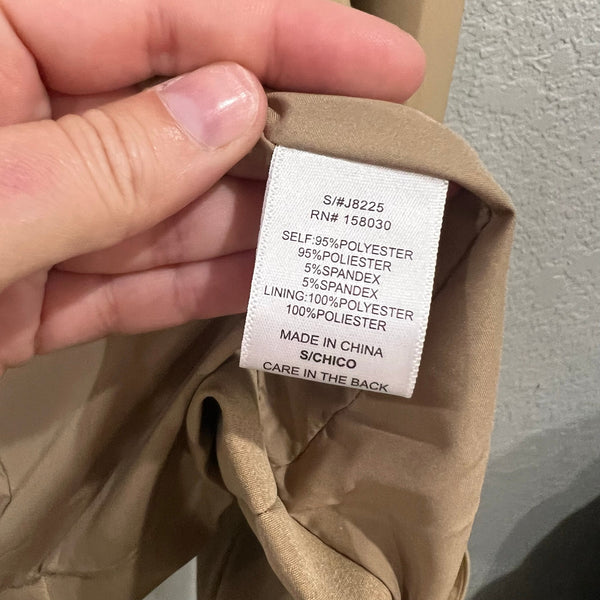 S/#J8225
RN# 158030
SELF:95%POLYESTER
95%POLIESTER
5%SPANDEX
5%SPANDEX
LINING:100%POLYESTER
100%POLIESTER
MADE IN CHINA
S/CHICO
CARE IN THE BACK